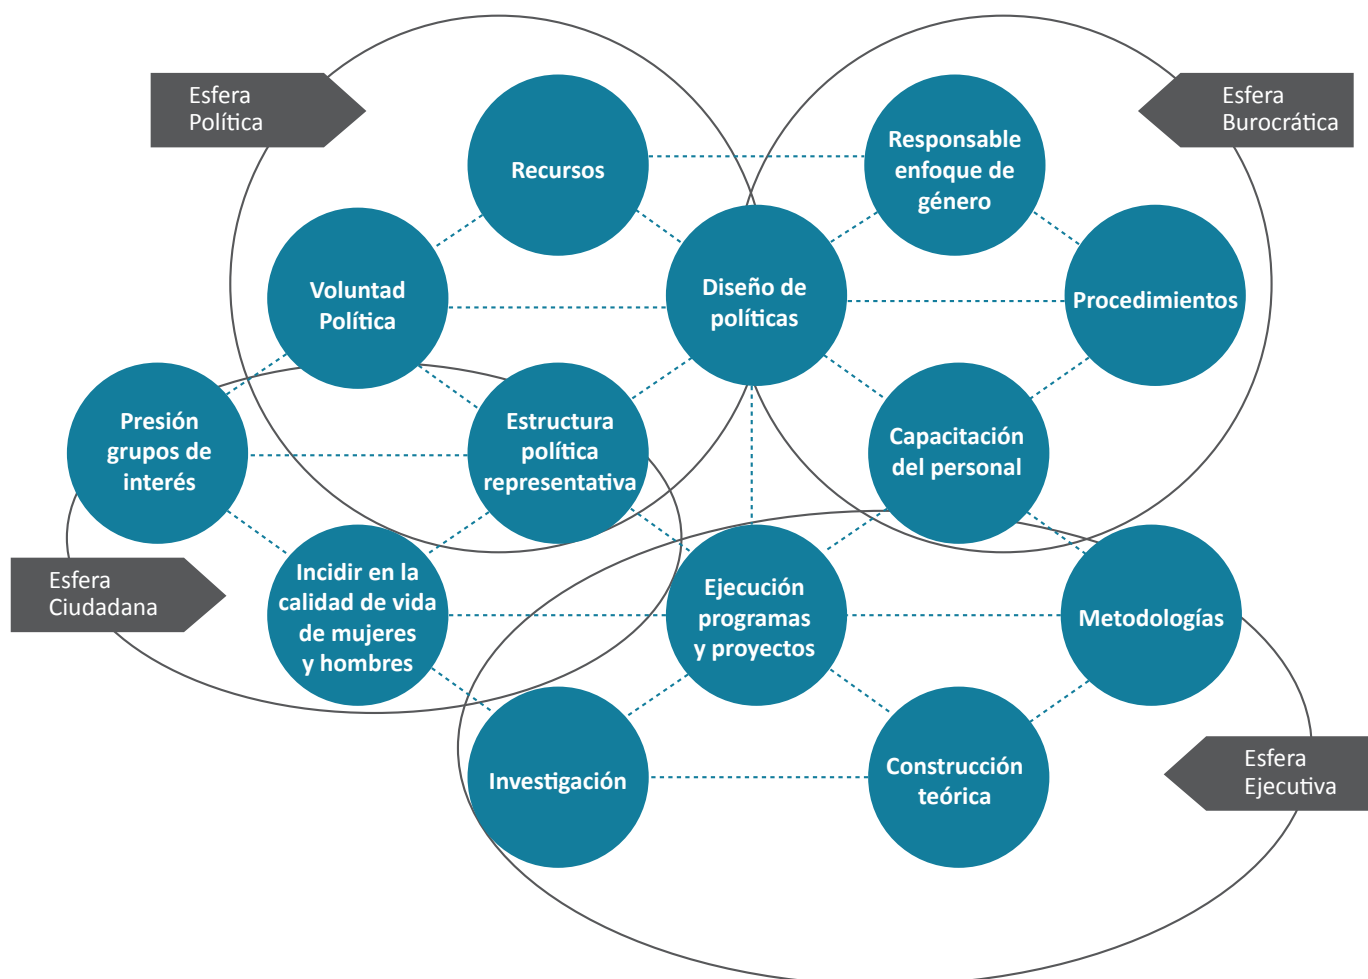 Esfera
Política
Esfera
Burocrática
Recursos
Responsable
enfoque de
género
Voluntad
Política
Diseño de
políticas
Procedimientos
Presión
grupos de
interés
Estructura
política
representativa
Capacitación
del personal
Esfera
Ciudadana
Incidir en la
calidad de vida
de mujeres
y hombres
Ejecución
programas
y proyectos
Metodologías
Investigación
Construcción
teórica
Esfera
Ejecutiva